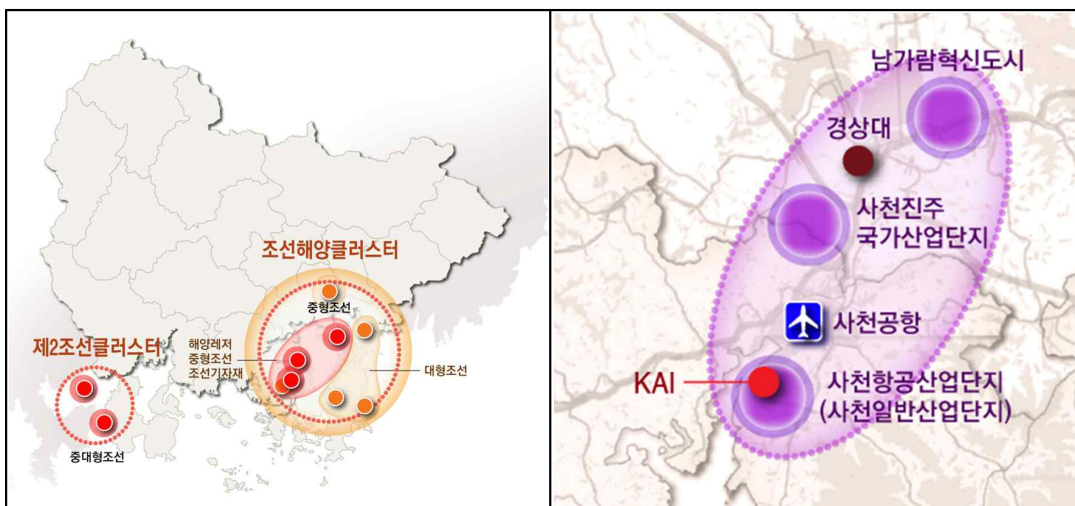 조선해양클러스터
중형조선
해양레저
중형조선
조선기자재
대형조선
제2조선클러스터
중대형조선
남가람혁신도시
경상대
사천진주
국가산업단지
사천공항
KAI
사천항공산업단지
(사천일반산업단지)